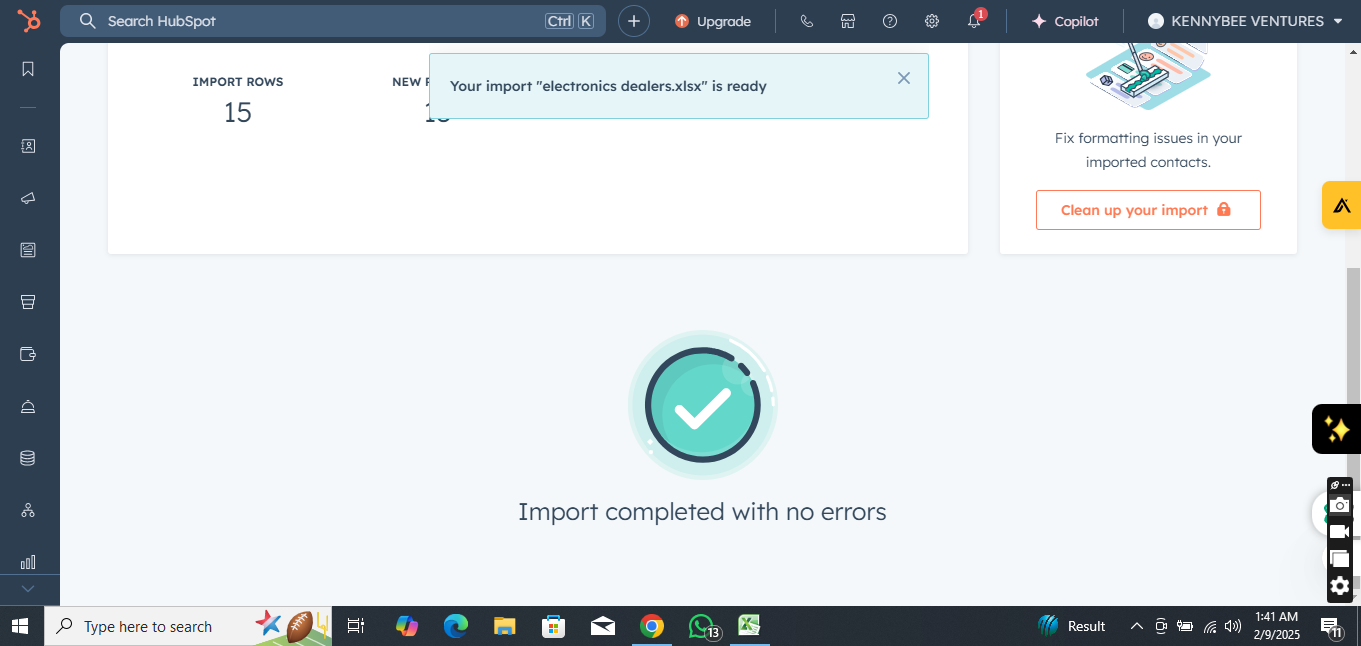 Search HubSpot
Ctrl K
Upgrade
1
Copilot
KENNYBEE VENTURES
Your import "electronics dealers.xlsx" is ready
IMPORT ROWS
15
NEW
Fix formatting issues in your
imported contacts.
Clean up your import
Import completed with no errors
Type here to search
13
Result
1:41 AM
2/9/2025
11